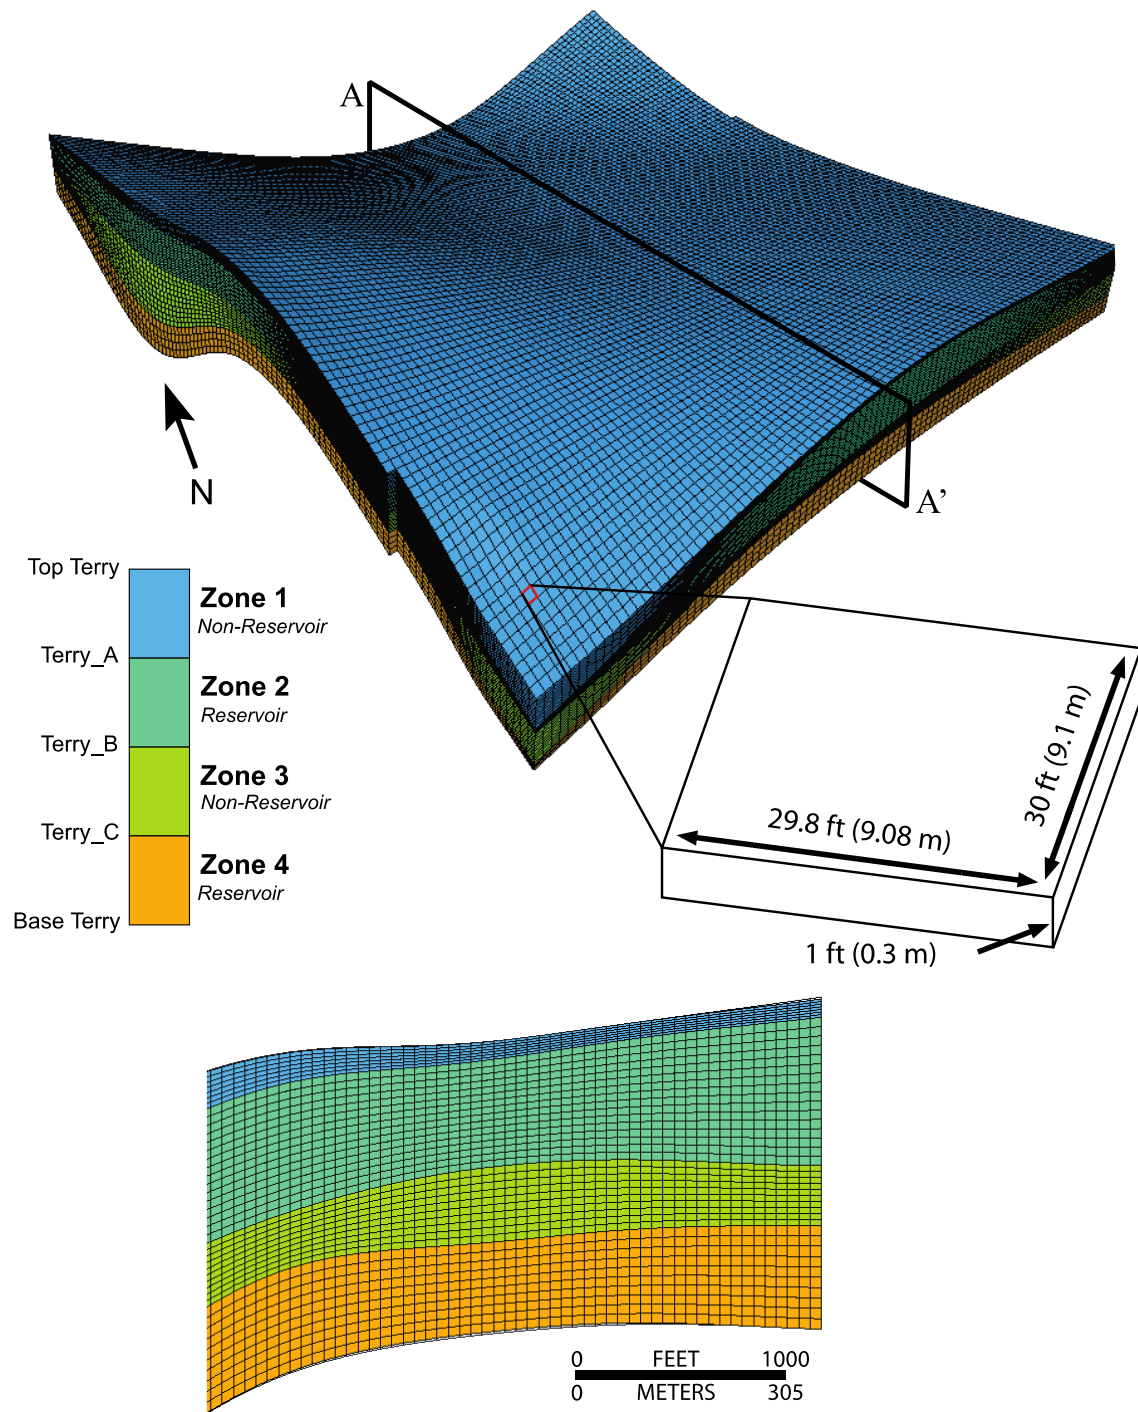 A
N
A’
Top Terry
Zone 1
Non-Reservoir
Terry_A
Zone 2
Reservoir
Terry_B
Zone 3
Non-Reservoir
Terry_C
Zone 4
Reservoir
Base Terry
30 ft (9.1 m)
29.8 ft (9.08 m)
1 ft (0.3 m)
0 FEET 1000
0 METERS 305